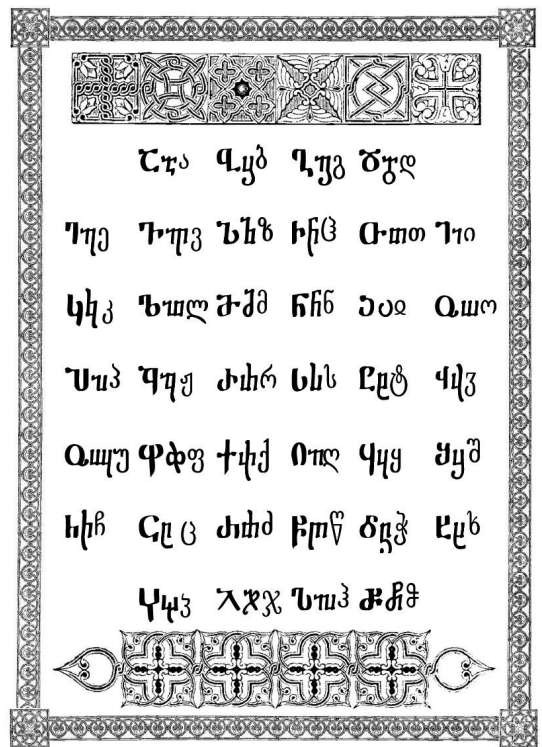 Ⴀⴀა Ⴁⴁბ Ⴂⴂგ Ⴃⴃდ
Ⴄⴄე Ⴅⴅვ Ⴆⴆზ Ⴡⴡჱ Ⴇⴇთ Ⴈⴈი
Ⴉⴉკ Ⴊⴊლ Ⴋⴋმ Ⴌⴌნ Ⴢⴢჲ Ⴍⴍო
Ⴎⴎპ Ⴏⴏჟ Ⴐⴐრ Ⴑⴑს Ⴒⴒტ Ⴣⴣჳ
Ⴓⴓუ Ⴔⴔფ Ⴕⴕქ Ⴖⴖღ Ⴗⴗყ Ⴘⴘშ
Ⴙⴙჩ Ⴚⴚც Ⴛⴛძ Ⴜⴜწ Ⴝⴝჭ Ⴞⴞხ
Ⴤⴤჴ Ⴟⴟჯ Ⴠⴠჰ Ⴥⴥჵ